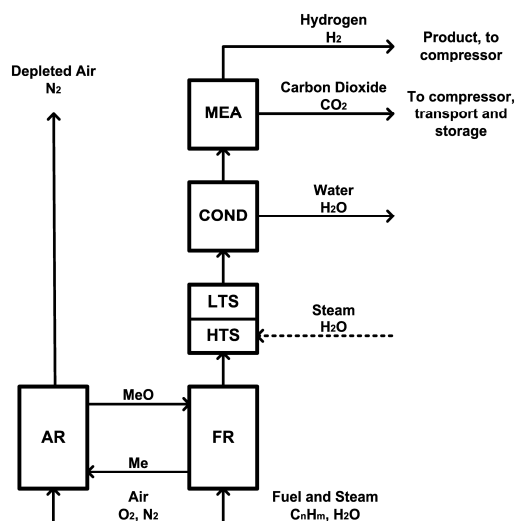 Hydrogen
H2
Product, to
compressor
Depleted Air
N2
Carbon Dioxide
CO2
To compressor,
transport and
storage
MEA
Water
H2O
COND
LTS
HTS
Steam
H2O
MeO
AR
FR
Me
Air
O2, N2
Fuel and Steam
CnHm, H2O